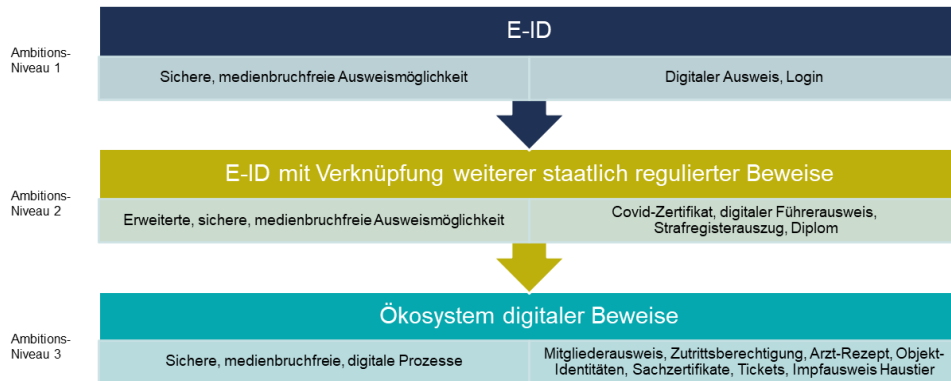 E-ID
Ambitions-
Niveau 1
Sichere, medienbruchfreie Ausweismöglichkeit
Digitaler Ausweis, Login
E-ID mit Verknüpfung weiterer staatlich regulierter Beweise
Ambitions-
Niveau 2
Erweiterte, sichere, medienbruchfreie Ausweismöglichkeit
Covid-Zertifikat, digitaler Führerausweis,
Strafregisterauszug, Diplom
Ökosystem digitaler Beweise
Ambitions-
Niveau 3
Sichere, medienbruchfreie, digitale Prozesse
Mitgliederausweis, Zutrittsberechtigung, Arzt-Rezept, Objekt-
Identitäten, Sachzertifikate, Tickets, Impfausweis Haustier